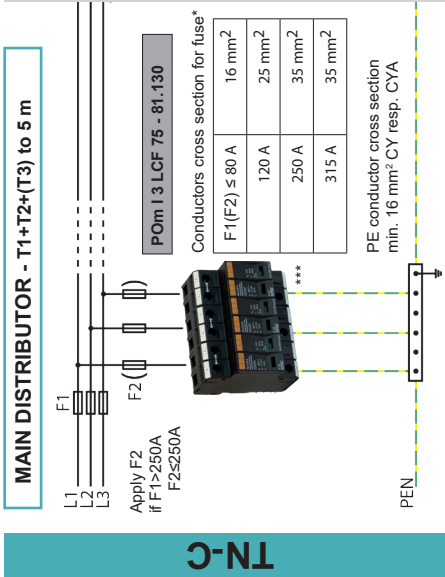 MAIN DISTRIBUTOR - T1+T2+(T3) to 5 m
TN-C
L1
L2
L3
F1
F2
Apply F2
if F1>250A
F2≤250A
POm I 3 LCF 75 - 81.130
Conductors cross section for fuse*
F1(F2) ≤ 80 A 16 mm²
120 A 25 mm²
250 A 35 mm²
315 A 35 mm²
***
PE conductor cross section
min. 16 mm² CY resp. CYA
PEN